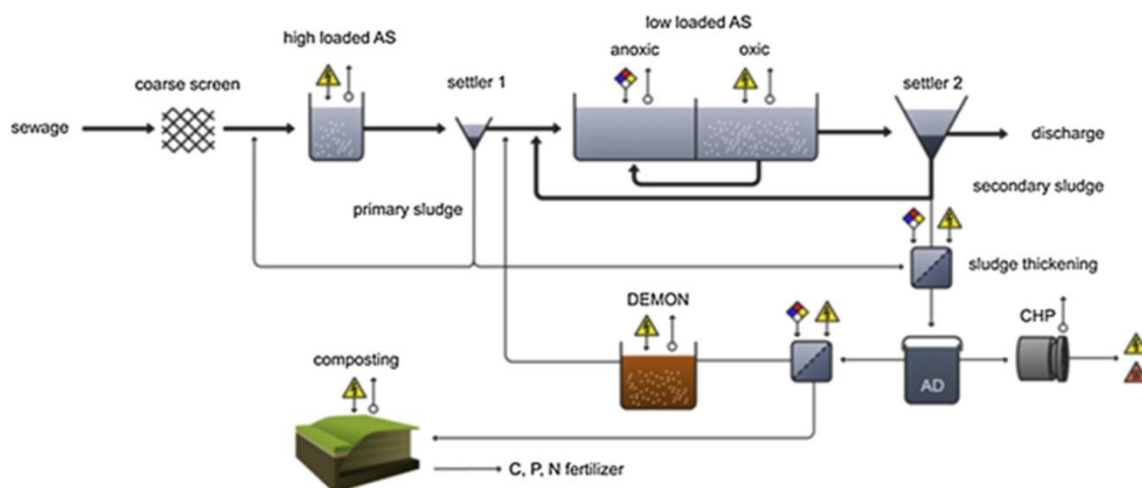 low loaded AS
high loaded AS
anoxic
oxic
coarse screen
settler 1
settler 2
sewage
discharge
secondary sludge
primary sludge
sludge thickening
DEMON
CHP
composting
AD
C, P, N fertilizer